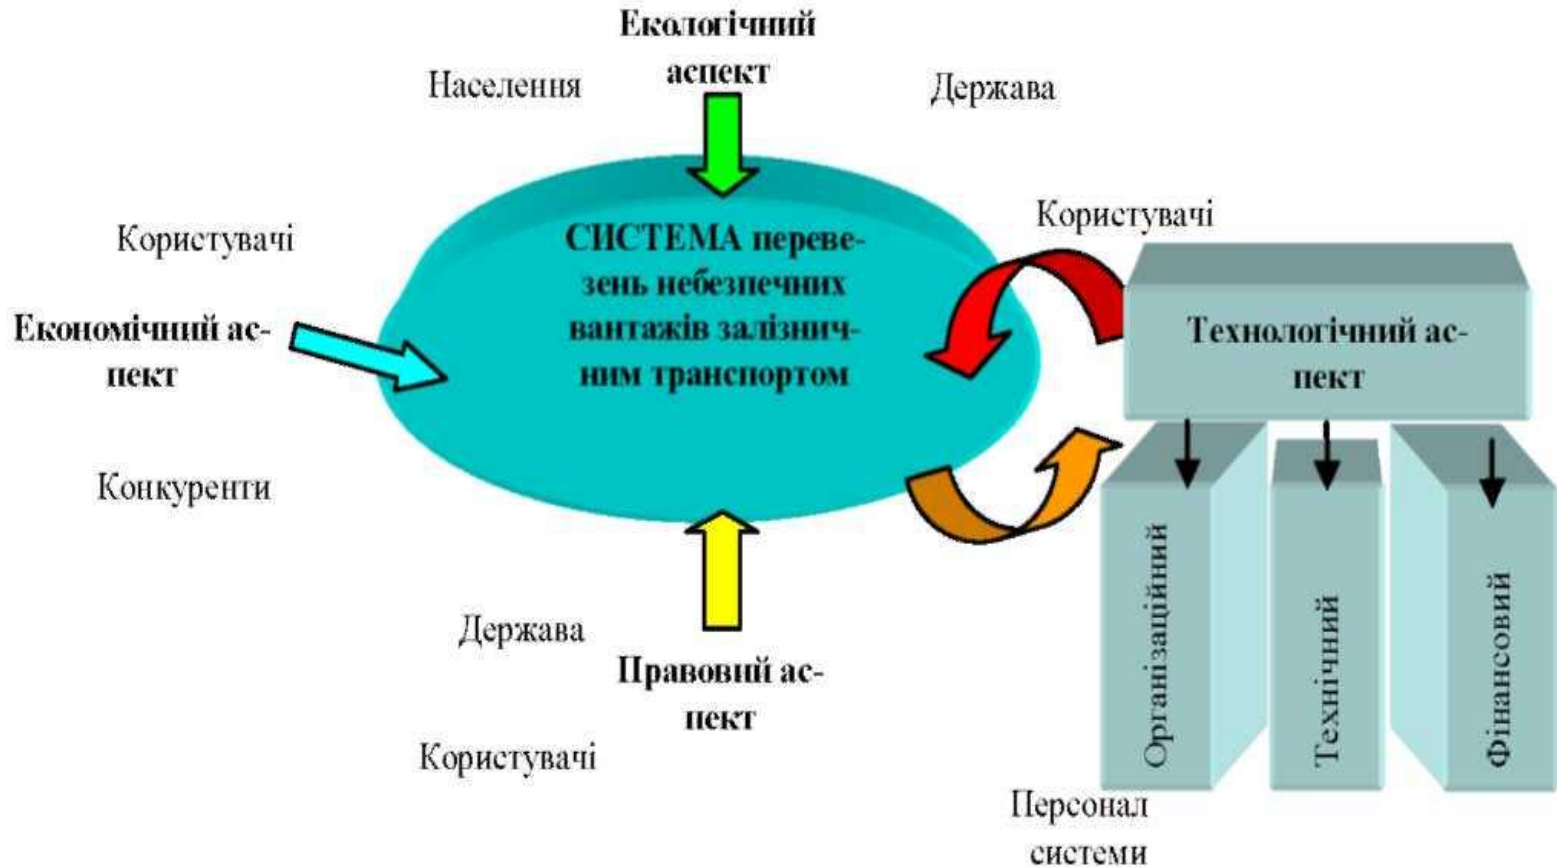 Екологічний
аспект
Населення
Держава
Користувачі
СИСТЕМА переве-
зень небезпечних
вантажів залізнич-
ним транспортом
Користувачі
Економічний ас-
пект
Технологічний ас-
пект
Конкуренти
Організаційний
Технічний
Фінансовий
Держава
Правовий ас-
пект
Користувачі
Персонал
системи